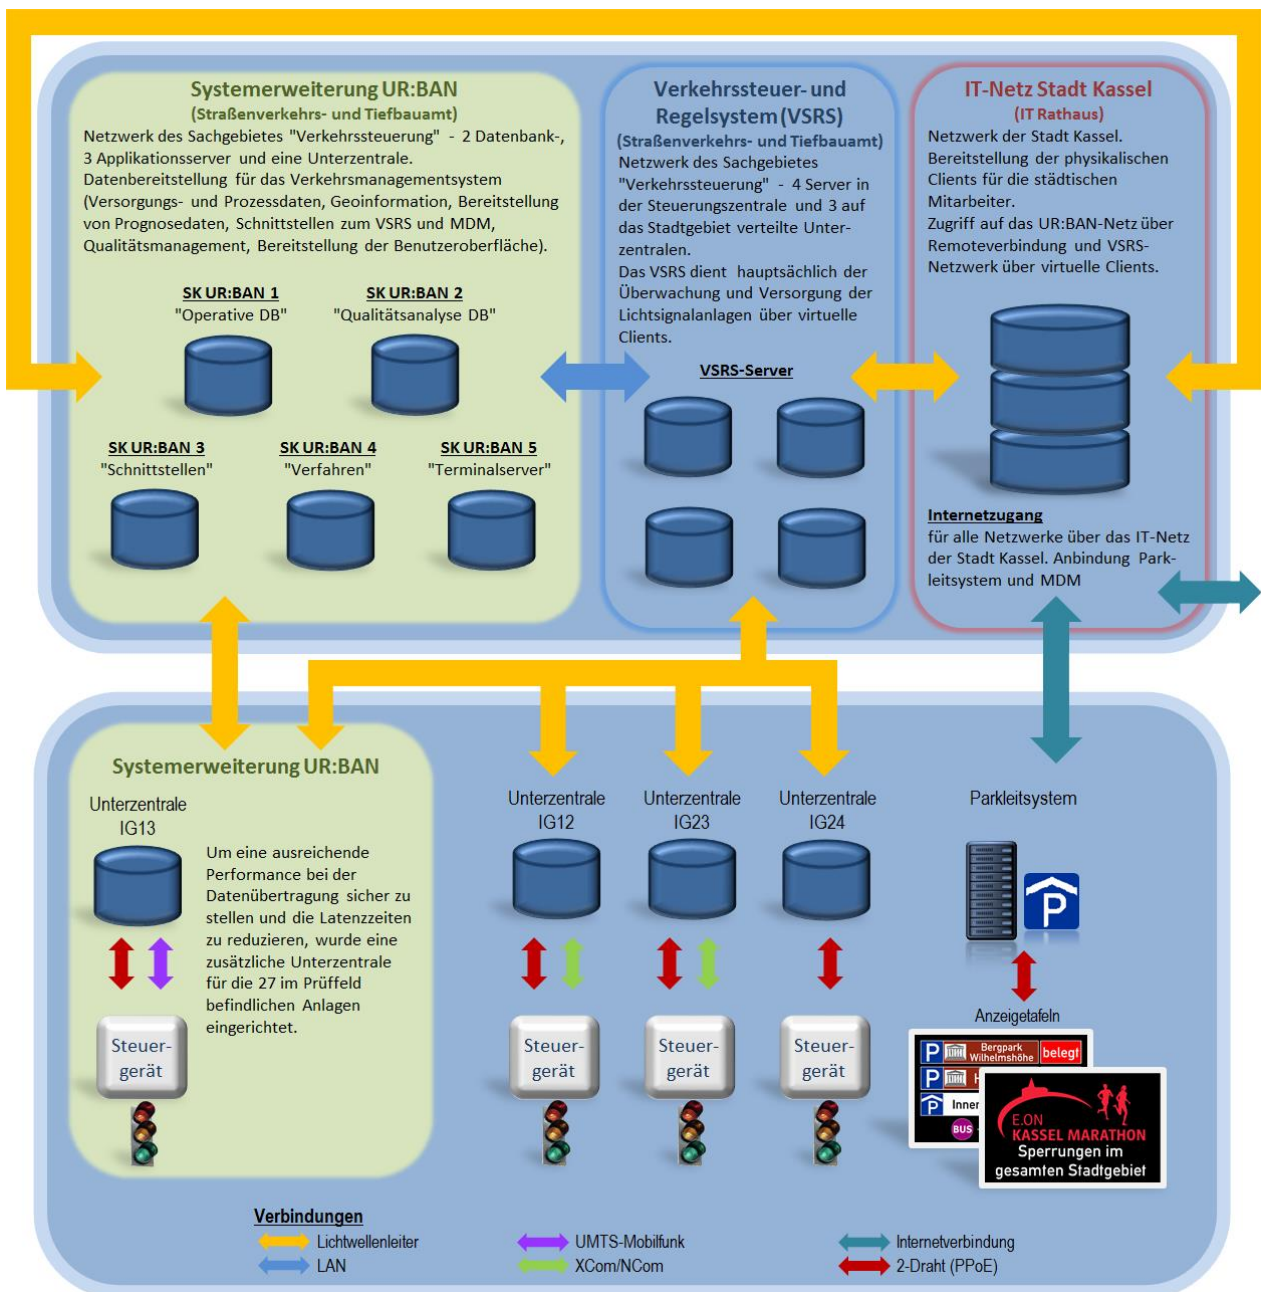 Systemerweiterung UR:BAN
(Straßenverkehrs- und Tiefbauamt)
Netzwerk des Sachgebietes "Verkehrssteuerung" - 2 Datenbank-,
3 Applikationsserver und eine Unterzentrale.
Datenbereitstellung für das Verkehrsmanagementsystem
(Versorgungs- und Prozessdaten, Geoinformation, Bereitstellung
von Prognosedaten, Schnittstellen zum VSRS und MDM,
Qualitätsmanagement, Bereitstellung der Benutzeroberfläche).
SK UR:BAN 1
"Operative DB"
SK UR:BAN 2
"Qualitätsanalyse DB"
SK UR:BAN 3
"Schnittstellen"
SK UR:BAN 4
"Verfahren"
SK UR:BAN 5
"Terminalserver"
Verkehrssteuer- und
Regelsystem (VSRS)
(Straßenverkehrs- und Tiefbauamt)
Netzwerk des Sachgebietes
"Verkehrssteuerung" - 4 Server in
der Steuerungszentrale und 3 auf
das Stadtgebiet verteilte Unter-
zentralen.
Das VSRS dient hauptsächlich der
Überwachung und Versorgung der
Lichtsignalanlagen über virtuelle
Clients.
VSRS-Server
IT-Netz Stadt Kassel
(IT Rathaus)
Netzwerk der Stadt Kassel.
Bereitstellung der physikalischen
Clients für die städtischen
Mitarbeiter.
Zugriff auf das UR:BAN-Netz über
Remoteverbindung und VSRS-
Netzwerk über virtuelle Clients.
Internetzugang
für alle Netzwerke über das IT-Netz
der Stadt Kassel. Anbindung Park-
leitsystem und MDM
Systemerweiterung UR:BAN
Unterzentrale
IG13
Um eine ausreichende
Performance bei der
Datenübertragung sicher zu
stellen und die Latenzzeiten
zu reduzieren, wurde eine
zusätzliche Unterzentrale
für die 27 im Prüffeld
befindlichen Anlagen
eingerichtet.
Steuer-
gerät
Unterzentrale
IG12
Steuer-
gerät
Unterzentrale
IG23
Steuer-
gerät
Unterzentrale
IG24
Steuer-
gerät
Parkleitsystem
P
Anzeigetafeln
P Bergpark
Wilhelmshöhe belegt
P H
P Inner
BUS
E.ON
KASSEL MARATHON
Sperrungen im
gesamten Stadtgebiet
Verbindungen
Lichtwellenleiter
LAN
UMTS-Mobilfunk
XCom/NCom
Internetverbindung
2-Draht (PPoE)